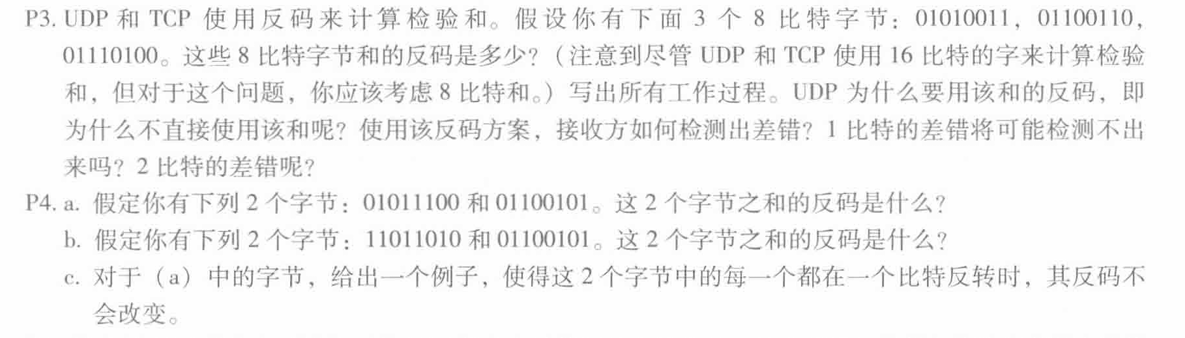 P3. UDP 和 TCP 使用反码来计算检验和。假设你有下面 3 个 8 比特字节：01010011，01100110，
01110100。这些 8 比特字节和的反码是多少？（注意到尽管 UDP 和 TCP 使用 16 比特的字来计算检验
和，但对于这个问题，你应该考虑 8 比特和。）写出所有工作过程。UDP 为什么要用该和的反码，即
为什么不直接使用该和呢？使用该反码方案，接收方如何检测出差错？1 比特的差错将可能检测不出
来吗？2 比特的差错呢？
P4. a. 假定你有下列 2 个字节：01011100 和 01100101。这 2 个字节之和的反码是什么？
b. 假定你有下列 2 个字节：11011010 和 01100101。这 2 个字节之和的反码是什么？
c. 对于（a）中的字节，给出一个例子，使得这 2 个字节中的每一个都在一个比特反转时，其反码不
会改变。